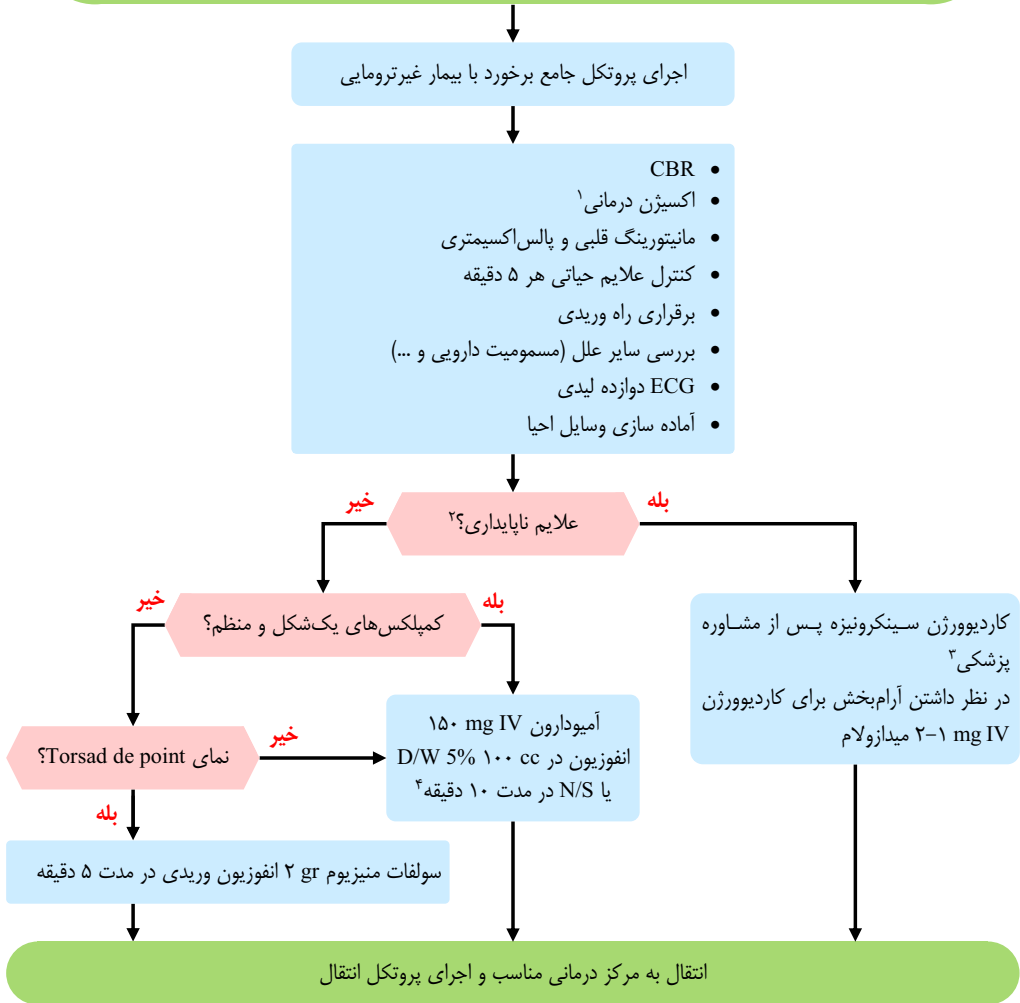 اجرای پروتکل جامع برخورد با بیمار غیرترومایی
• CBR
• اکسیژن درمانی۱
• مانیتورینگ قلبی و پالس‌اکسیمتری
• کنترل علایم حیاتی هر ۵ دقیقه
• برقراری راه وریدی
• بررسی سایر علل (مسمومیت دارویی و ...)
• ECG دوازده لیدی
• آماده سازی وسایل احیا
علایم ناپایداری؟۲
بله
خیر
کاردیوورژن سـینکرونیزه پـس از مشـاوره
پزشکی۳
در نظر داشتن آرام‌بخش برای کاردیوورژن
۲–۱ mg IV میدازولام
کمپلکس‌های یک‌شکل و منظم؟
بله
خیر
آمیودارون ۱۵۰ mg IV
انفوزیون در D/W 5% ۱۰۰ cc
یا N/S در مدت ۱۰ دقیقه۴
نمای Torsad de point؟
خیر
بله
سولفات منیزیوم ۲ gr انفوزیون وریدی در مدت ۵ دقیقه
انتقال به مرکز درمانی مناسب و اجرای پروتکل انتقال